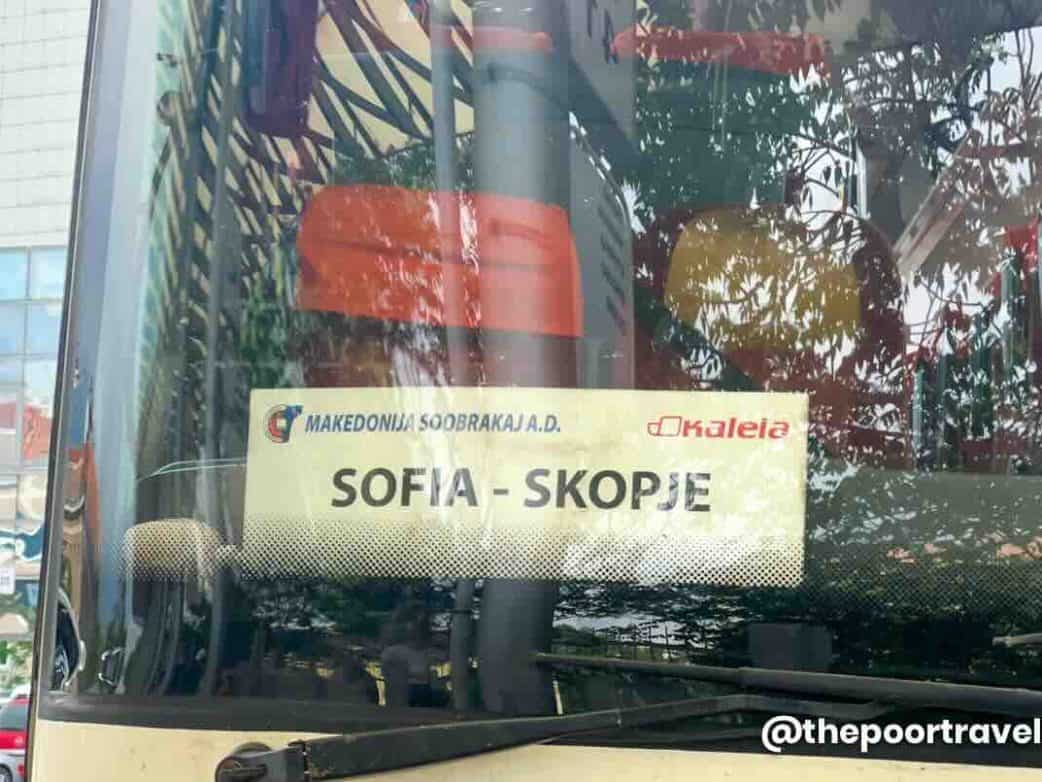 MAKEDONIJA SOOBRAKAJ A.D. kaleia
SOFIA - SKOPJE
@thepoortravel